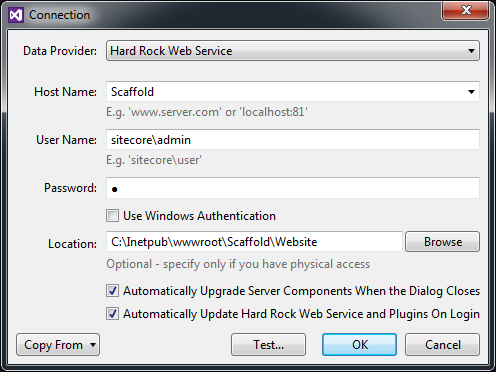 Connection
Data Provider: Hard Rock Web Service
Host Name: Scaffold
E.g. 'www.server.com' or 'localhost:81'
User Name: sitecore\admin
E.g. 'sitecore\user'
Password: ●
Use Windows Authentication
Location: C:\Inetpub\wwwroot\Scaffold\Website Browse
Optional - specify only if you have physical access
Automatically Upgrade Server Components When the Dialog Closes
Automatically Update Hard Rock Web Service and Plugins On Login
Copy From Test... OK Cancel